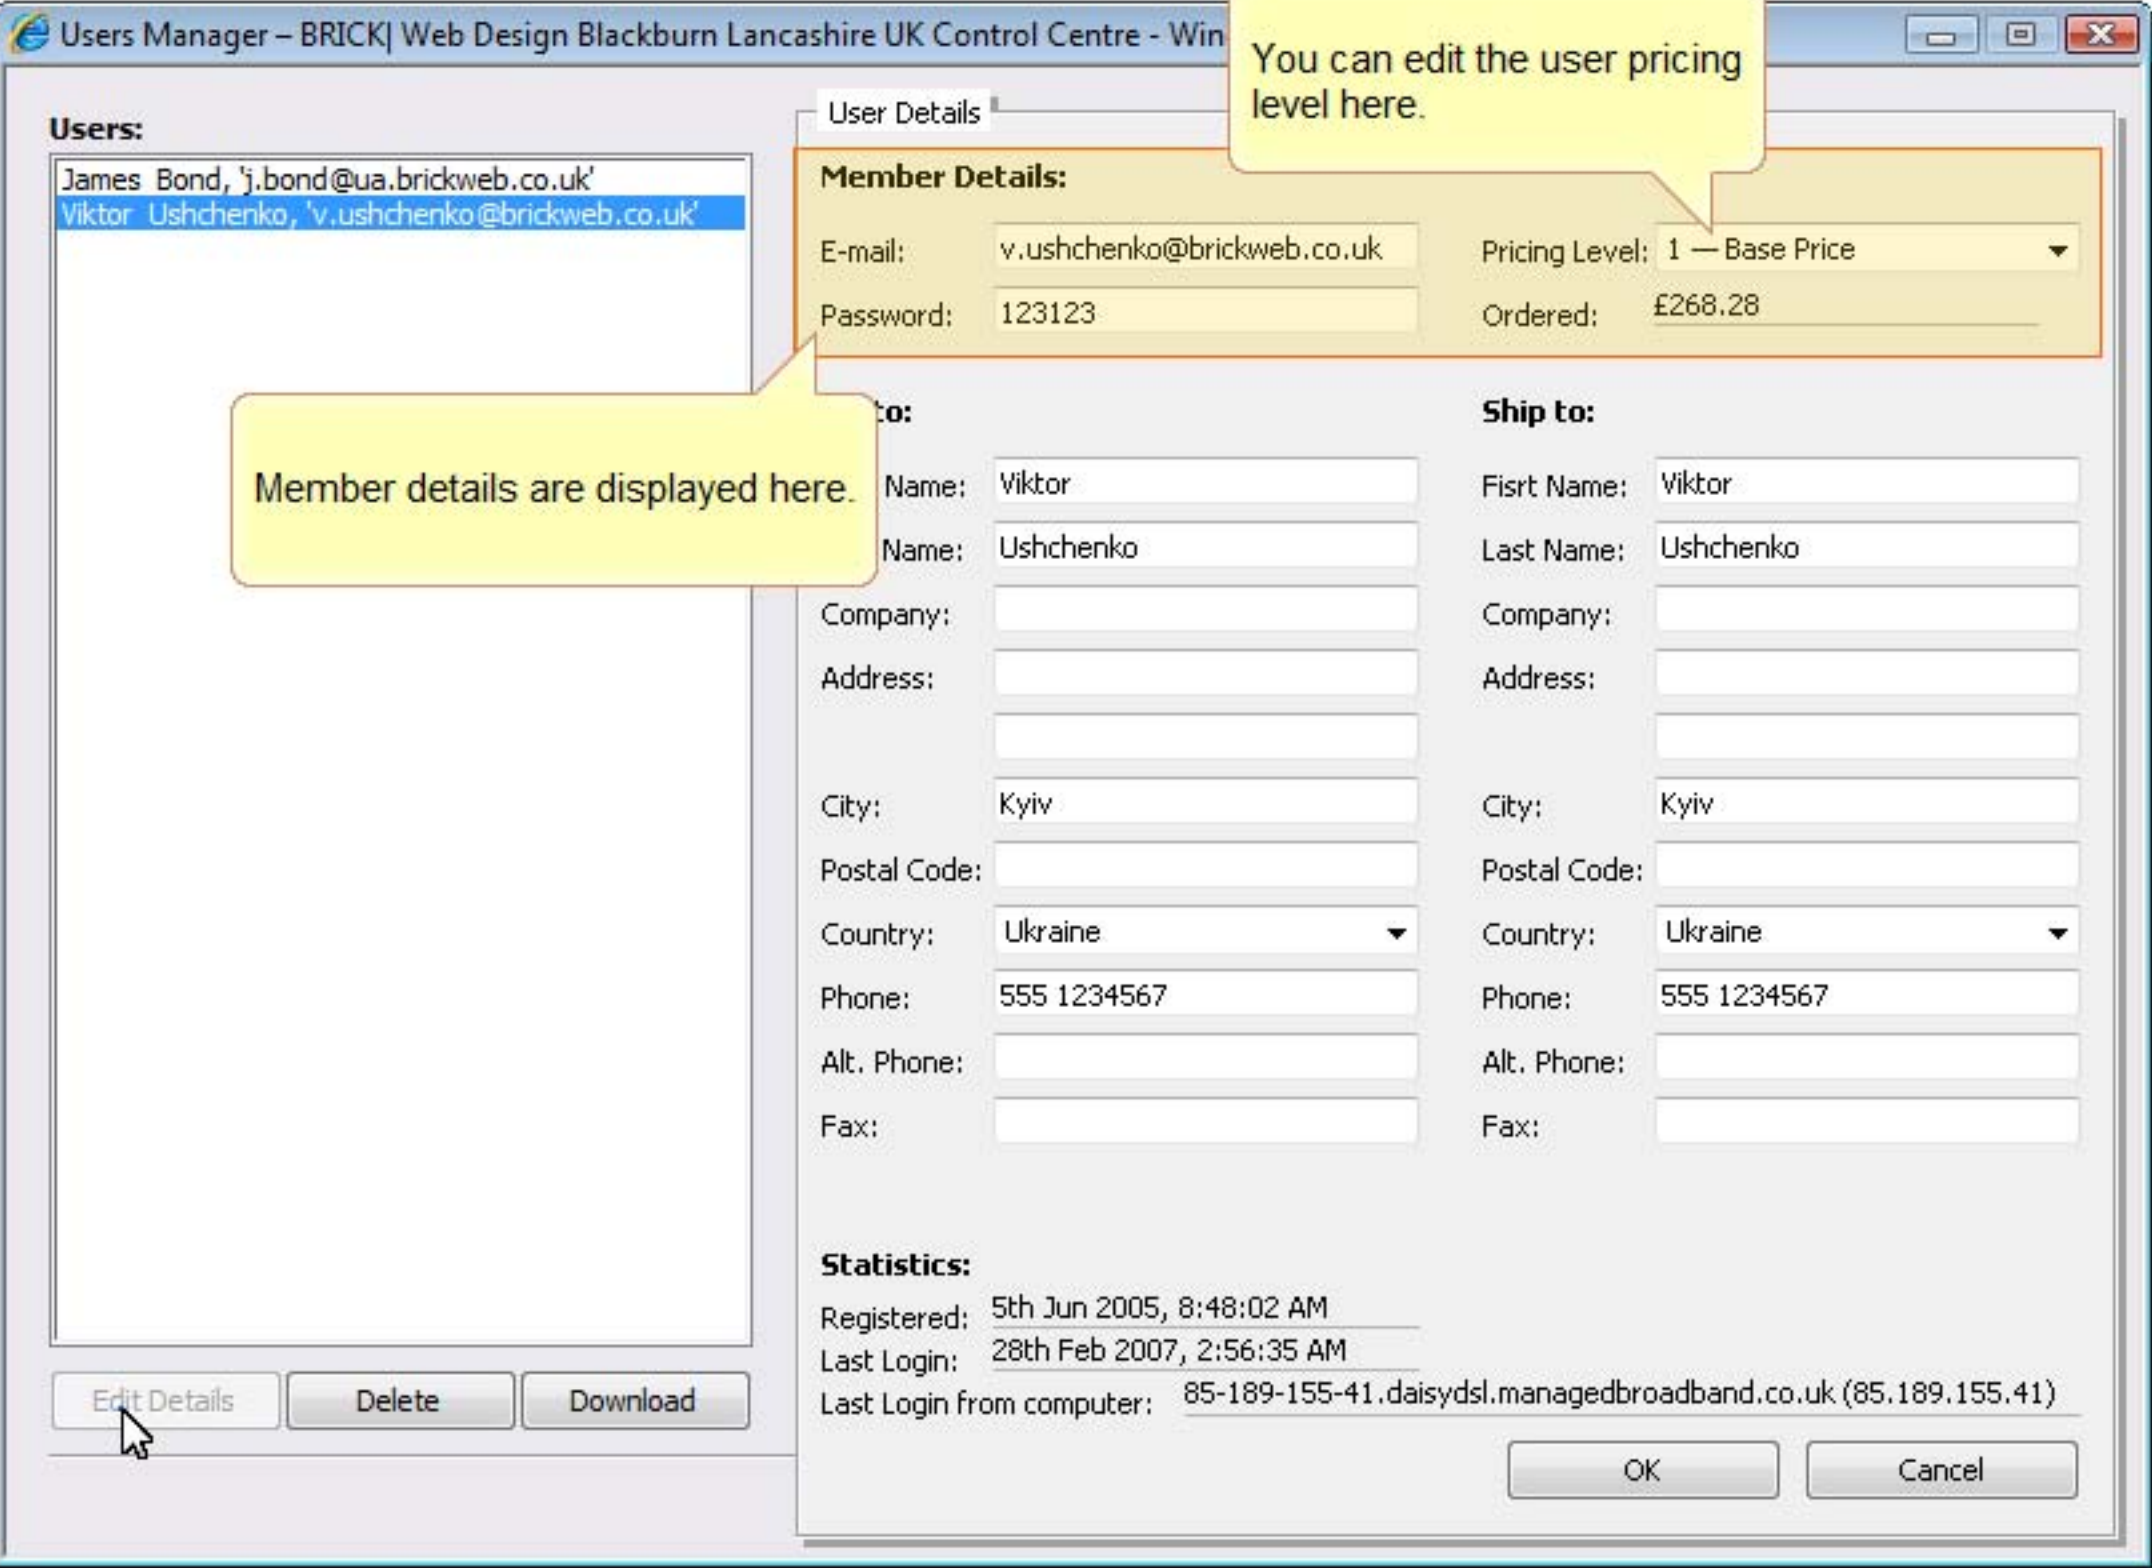 Users Manager – BRICK| Web Design Blackburn Lancashire UK Control Centre - Win
You can edit the user pricing
level here.
Users:
James Bond, 'j.bond@ua.brickweb.co.uk'
Viktor Ushchenko, 'v.ushchenko@brickweb.co.uk'
User Details
Member Details:
E-mail: v.ushchenko@brickweb.co.uk Pricing Level: 1 — Base Price
Password: 123123 Ordered: £268.28
Member details are displayed here.
to: Ship to:
Name: Viktor Fisrt Name: Viktor
Name: Ushchenko Last Name: Ushchenko
Company: Company:
Address: Address:
City: Kyiv City: Kyiv
Postal Code: Postal Code:
Country: Ukraine Country: Ukraine
Phone: 555 1234567 Phone: 555 1234567
Alt. Phone: Alt. Phone:
Fax: Fax:
Statistics:
Registered: 5th Jun 2005, 8:48:02 AM
Last Login: 28th Feb 2007, 2:56:35 AM
Last Login from computer: 85-189-155-41.daisydsl.managedbroadband.co.uk (85.189.155.41)
Edit Details Delete Download
OK Cancel